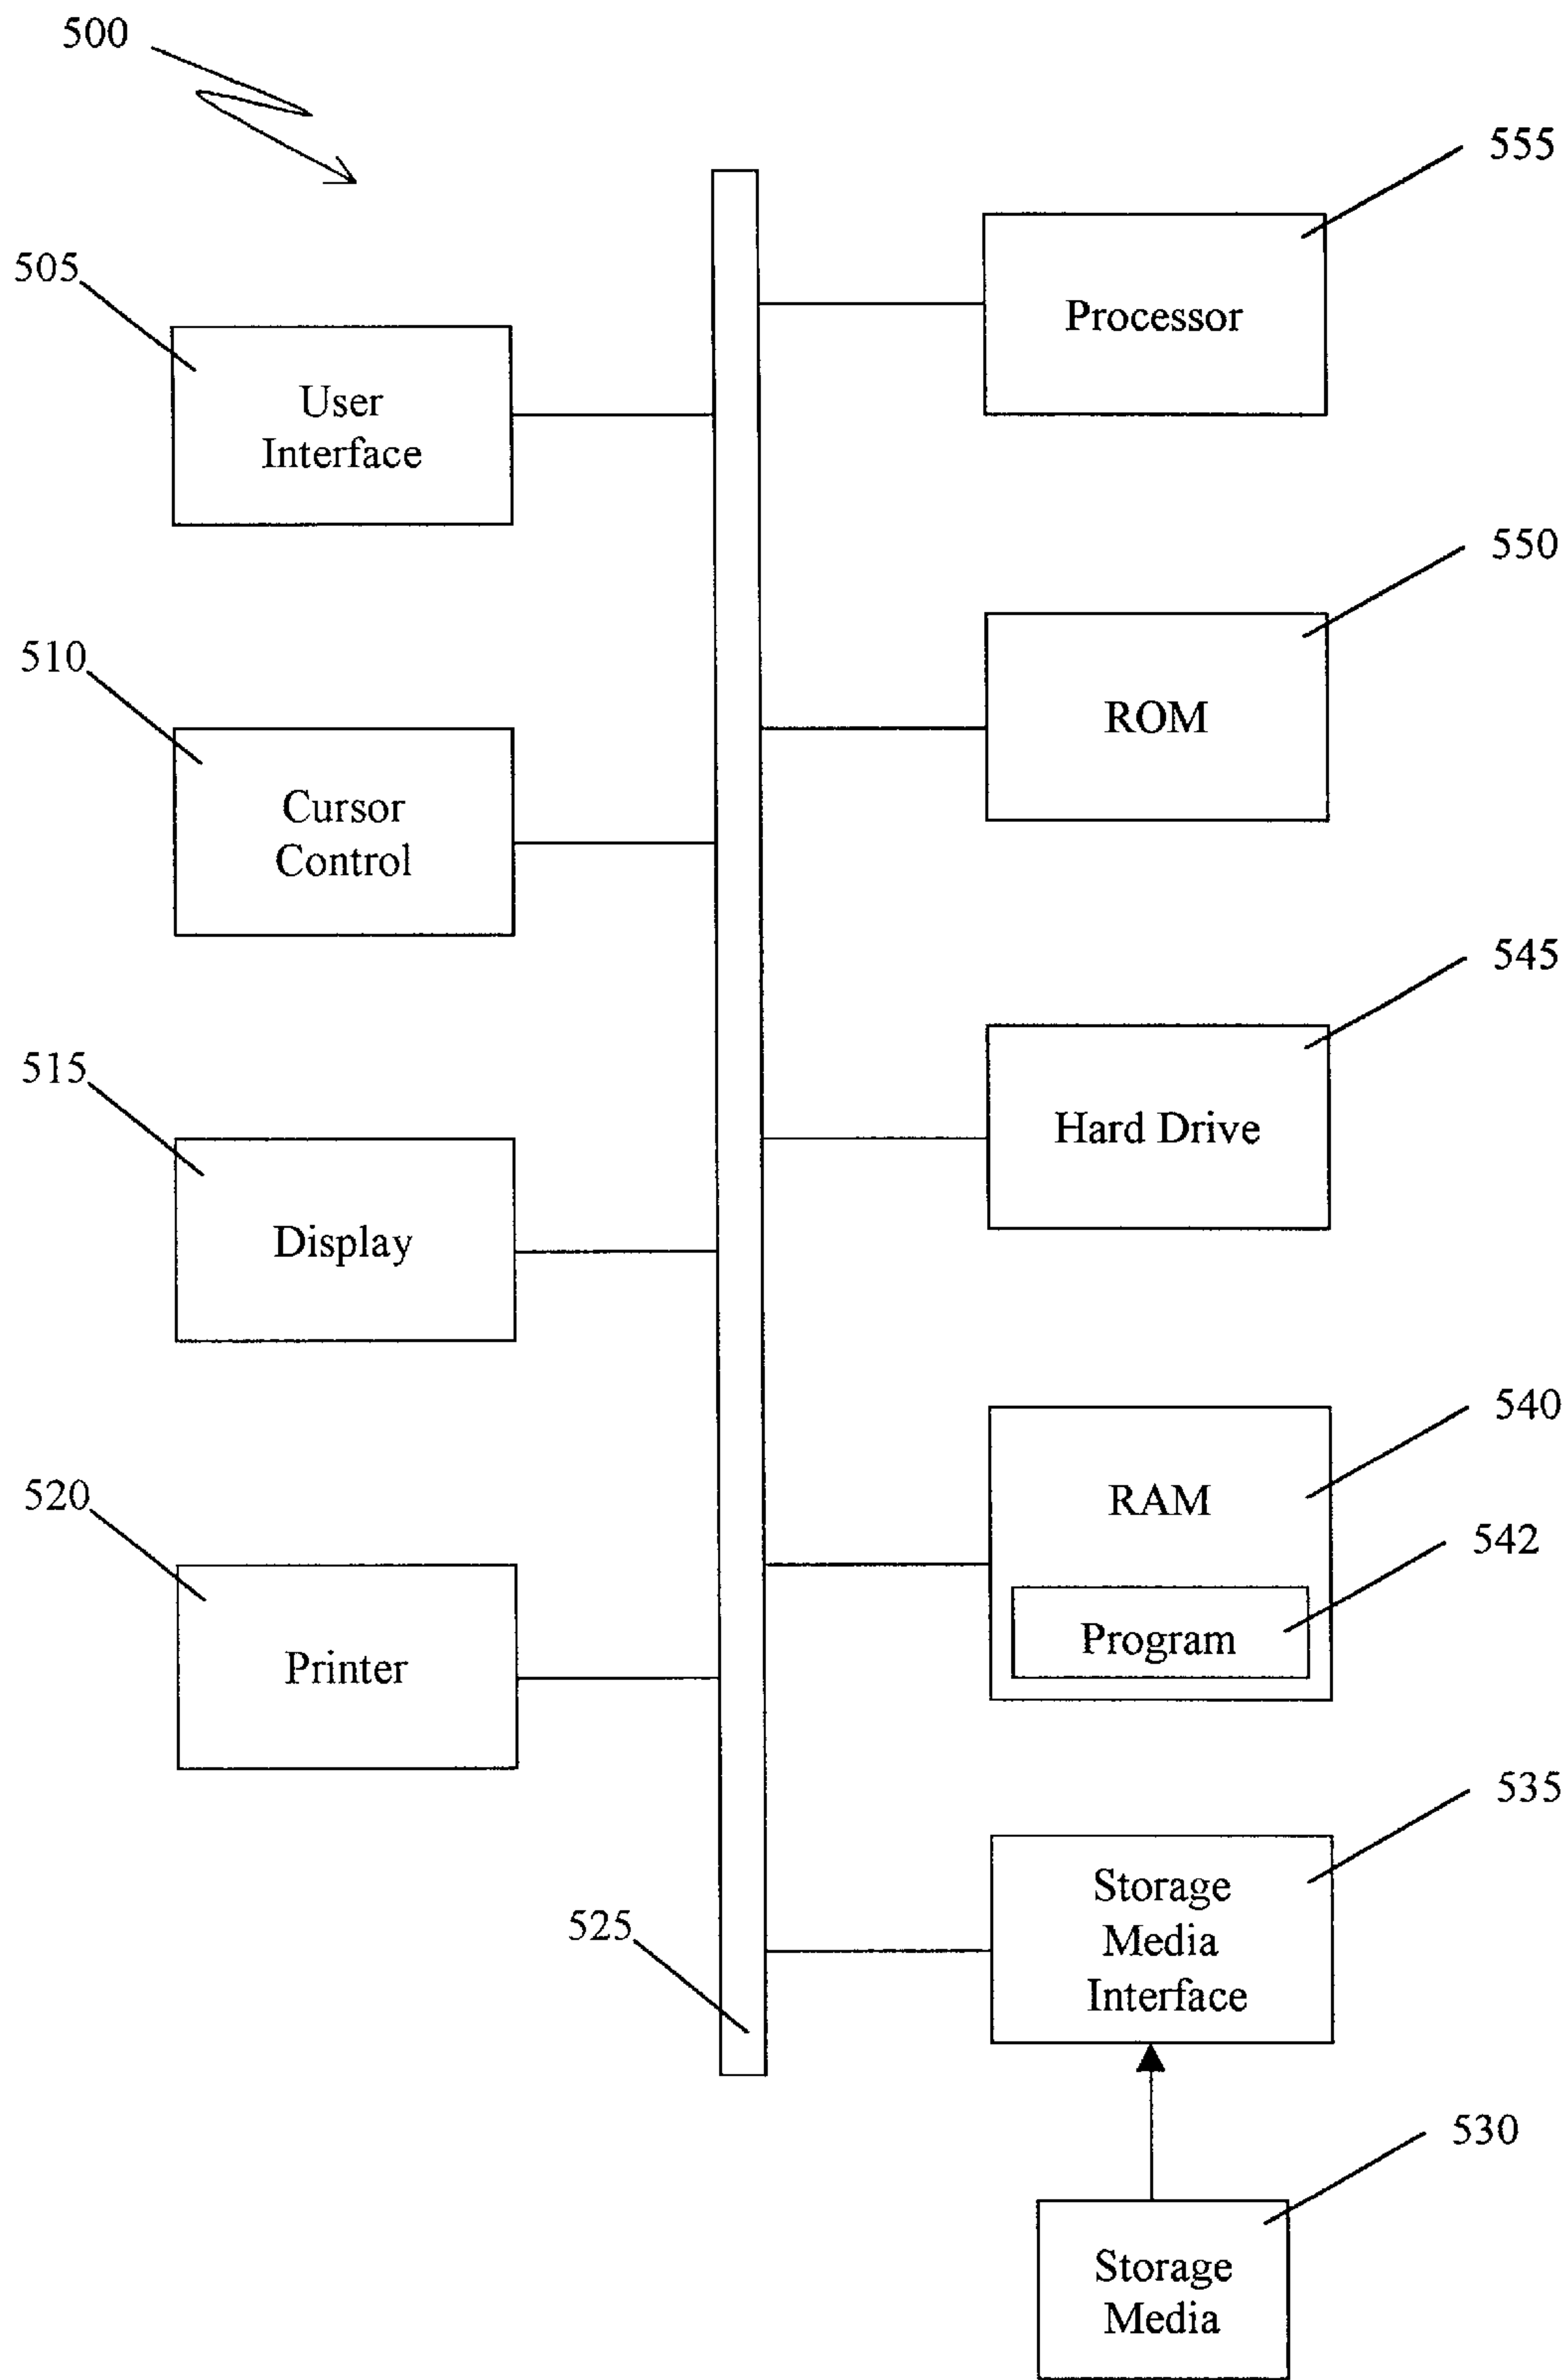 500
555
Processor
505
User
Interface
550
ROM
510
Cursor
Control
545
Hard Drive
515
Display
540
RAM
542
Program
520
Printer
535
Storage
Media
Interface
525
530
Storage
Media